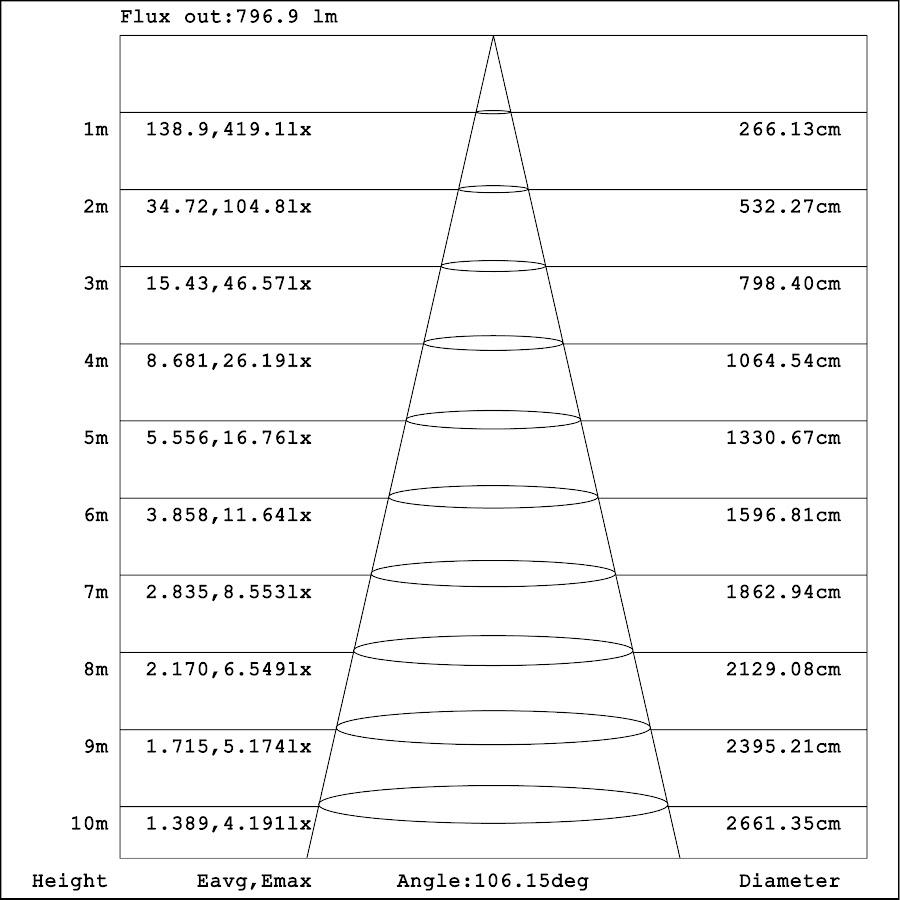 Flux out:796.9 lm
1m 138.9,419.1lx 266.13cm
2m 34.72,104.8lx 532.27cm
3m 15.43,46.57lx 798.40cm
4m 8.681,26.19lx 1064.54cm
5m 5.556,16.76lx 1330.67cm
6m 3.858,11.64lx 1596.81cm
7m 2.835,8.553lx 1862.94cm
8m 2.170,6.549lx 2129.08cm
9m 1.715,5.174lx 2395.21cm
10m 1.389,4.191lx 2661.35cm
Height Eavg,Emax Angle:106.15deg Diameter